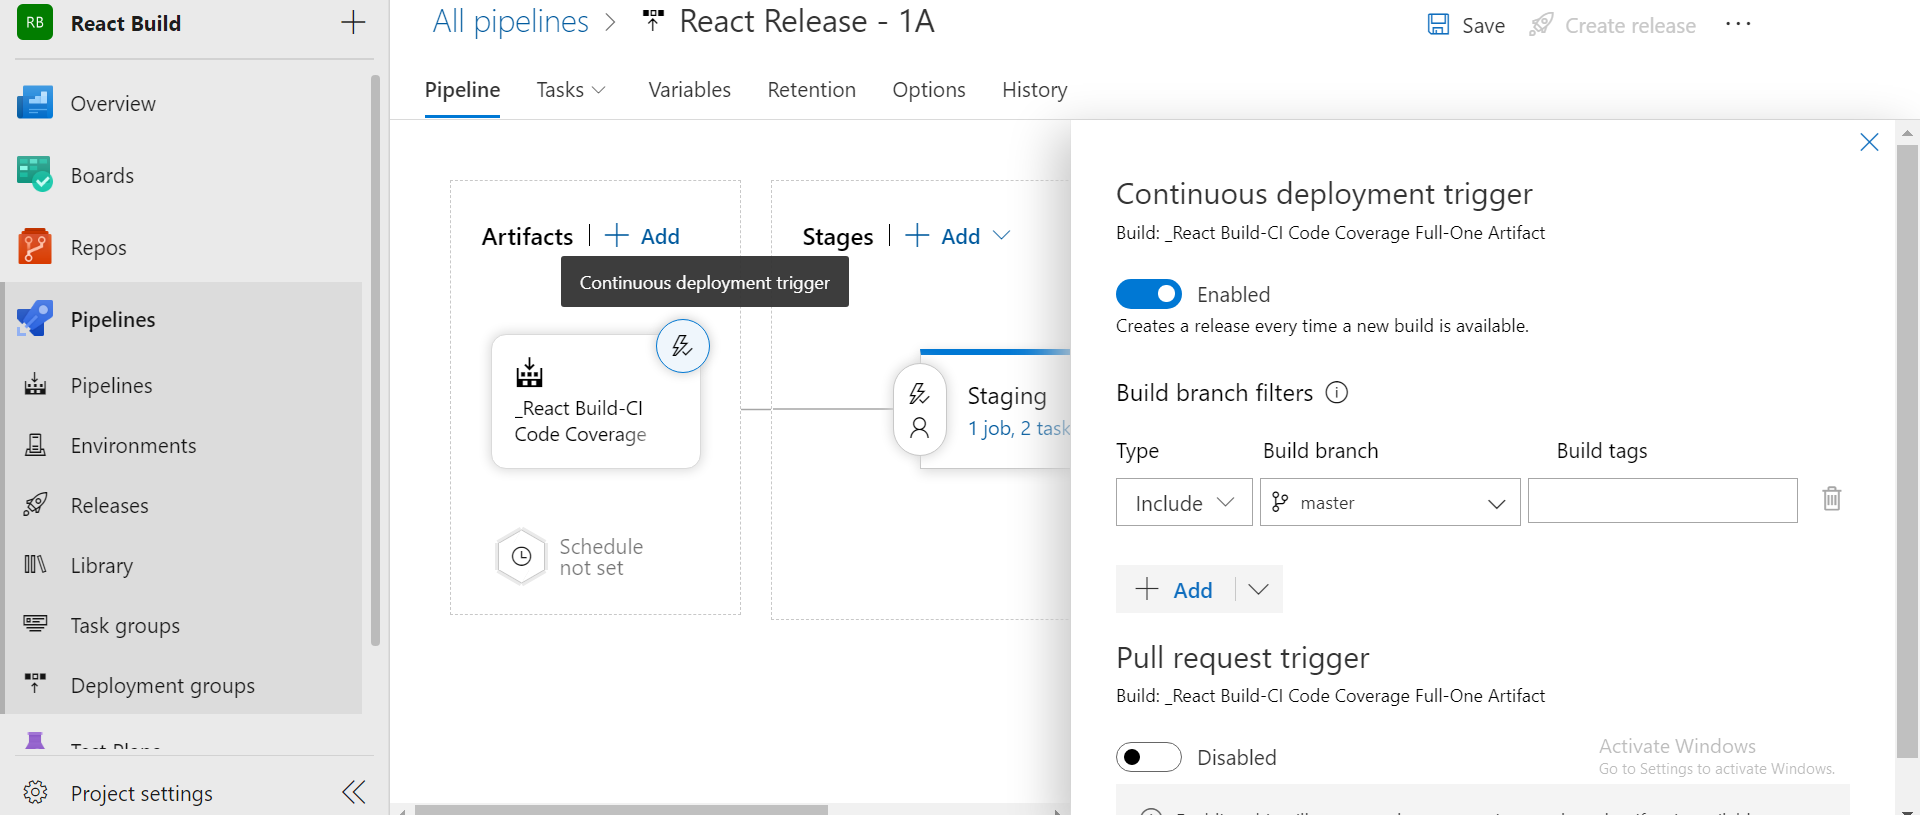 RB
React Build
Overview
Boards
Repos
Pipelines
Pipelines
Environments
Releases
Library
Task groups
Deployment groups
Test Plans
Project settings
All pipelines
React Release - 1A
Save
Create release
Pipeline
Tasks
Variables
Retention
Options
History
Artifacts
Add
Stages
Add
Continuous deployment trigger
_React Build-CI
Code Coverage
Schedule
not set
Staging
1 job, 2 task
Continuous deployment trigger
Build: _React Build-CI Code Coverage Full-One Artifact
Enabled
Creates a release every time a new build is available.
Build branch filters
Type
Build branch
Build tags
Include
master
Add
Pull request trigger
Build: _React Build-CI Code Coverage Full-One Artifact
Disabled
Activate Windows
Go to Settings to activate Windows.